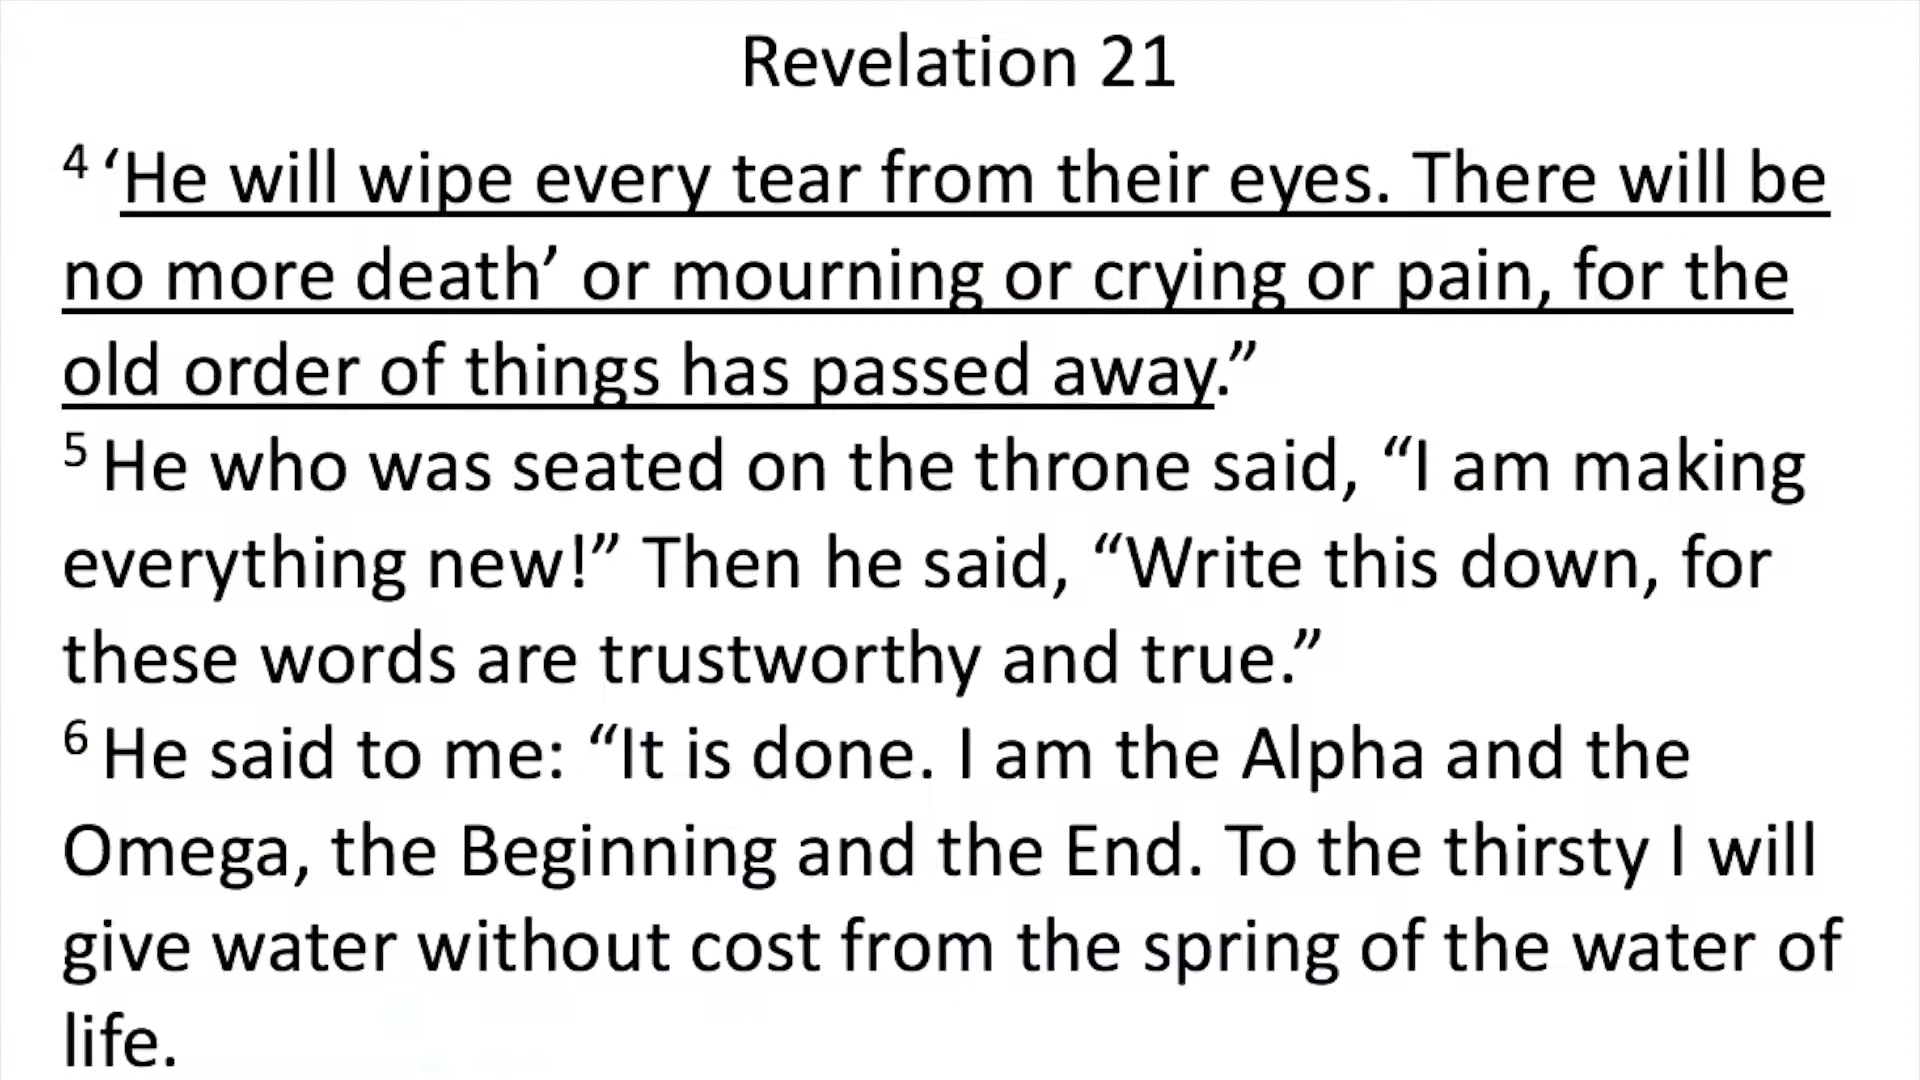 Revelation 21
4 ‘He will wipe every tear from their eyes. There will be
no more death’ or mourning or crying or pain, for the
old order of things has passed away.”
5 He who was seated on the throne said, “I am making
everything new!” Then he said, “Write this down, for
these words are trustworthy and true.”
6 He said to me: “It is done. I am the Alpha and the
Omega, the Beginning and the End. To the thirsty I will
give water without cost from the spring of the water of
life.